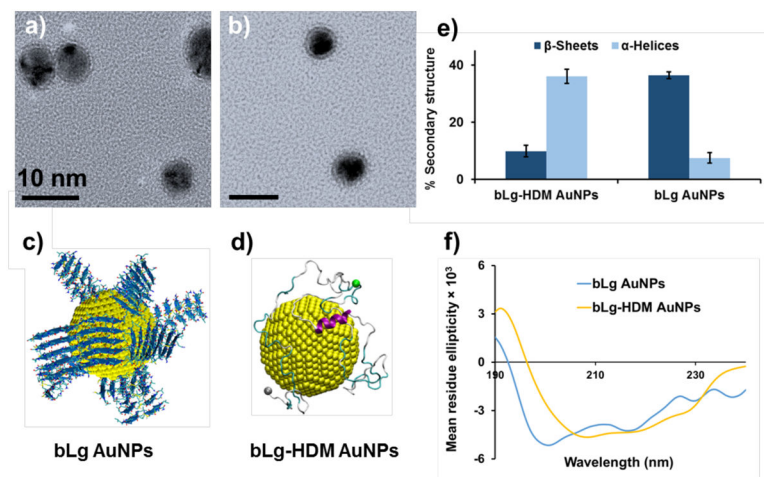 a)
b)
10 nm
c)
d)
bLg AuNPs
bLg-HDM AuNPs
e)
β-Sheets
α-Helices
% Secondary structure
40
20
0
bLg-HDM AuNPs
bLg AuNPs
f)
6
3
0
-3
-6
bLg AuNPs
bLg-HDM AuNPs
190
210
230
Mean residue ellipticity × 10³
Wavelength (nm)